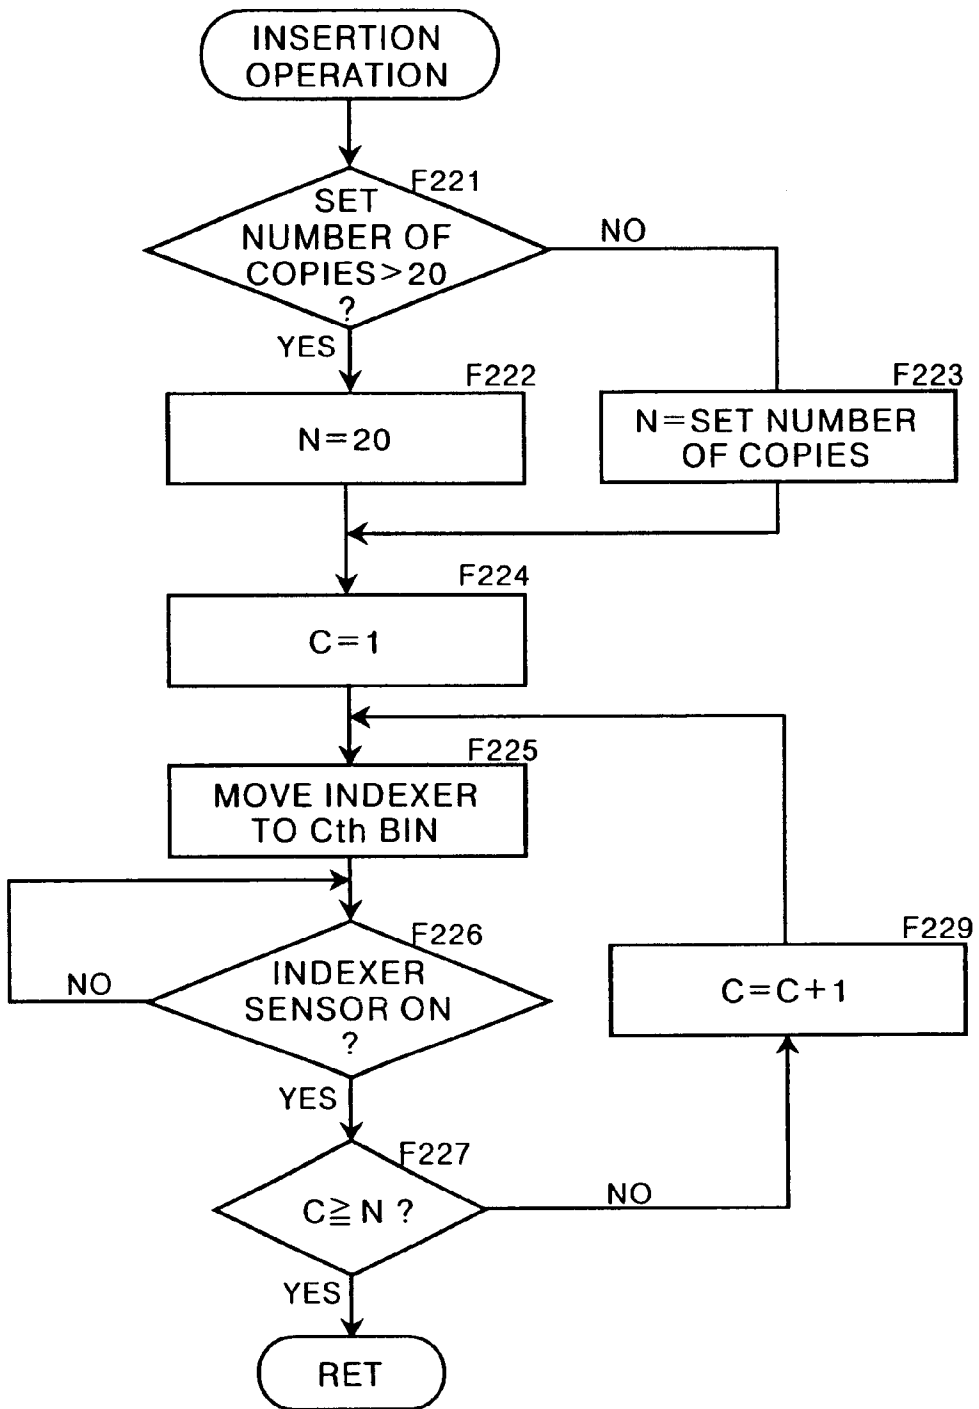 INSERTION
OPERATION
F221
SET
NUMBER OF
COPIES>20
?
NO
YES
F222
N=20
F223
N=SET NUMBER
OF COPIES
F224
C=1
F225
MOVE INDEXER
TO Cth BIN
F226
INDEXER
SENSOR ON
?
NO
YES
F229
C=C+1
F227
C≧N ?
NO
YES
RET